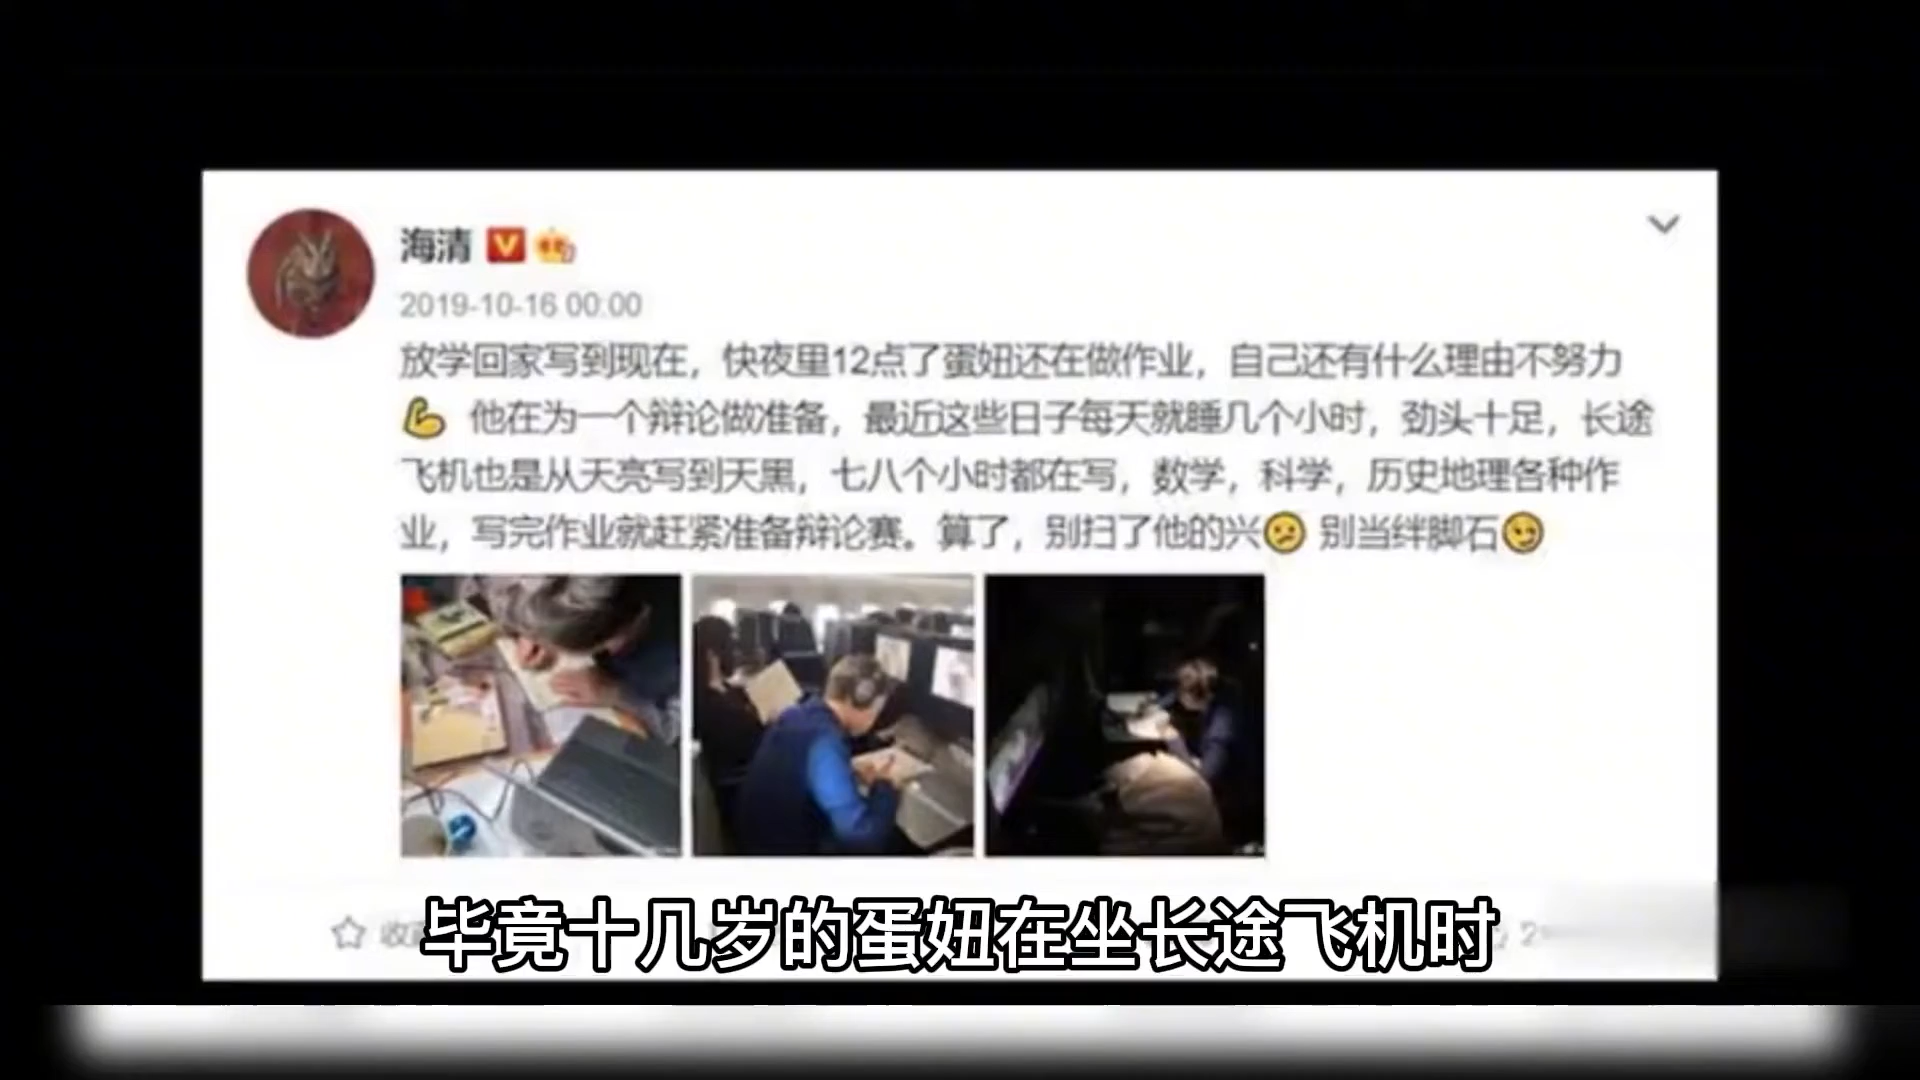 海清
2019-10-16 00:00
放学回家写到现在，快夜里12点了蛋妞还在做作业，自己还有什么理由不努力
💪 他在为一个辩论做准备，最近这些日子每天就睡几个小时，劲头十足，长途
飞机也是从天亮写到天黑，七八个小时都在写，数学，科学，历史地理各种作
业，写完作业就赶紧准备辩论赛。算了，别扫了他的兴😕 别当绊脚石😏
毕竟十几岁的蛋妞在坐长途飞机时